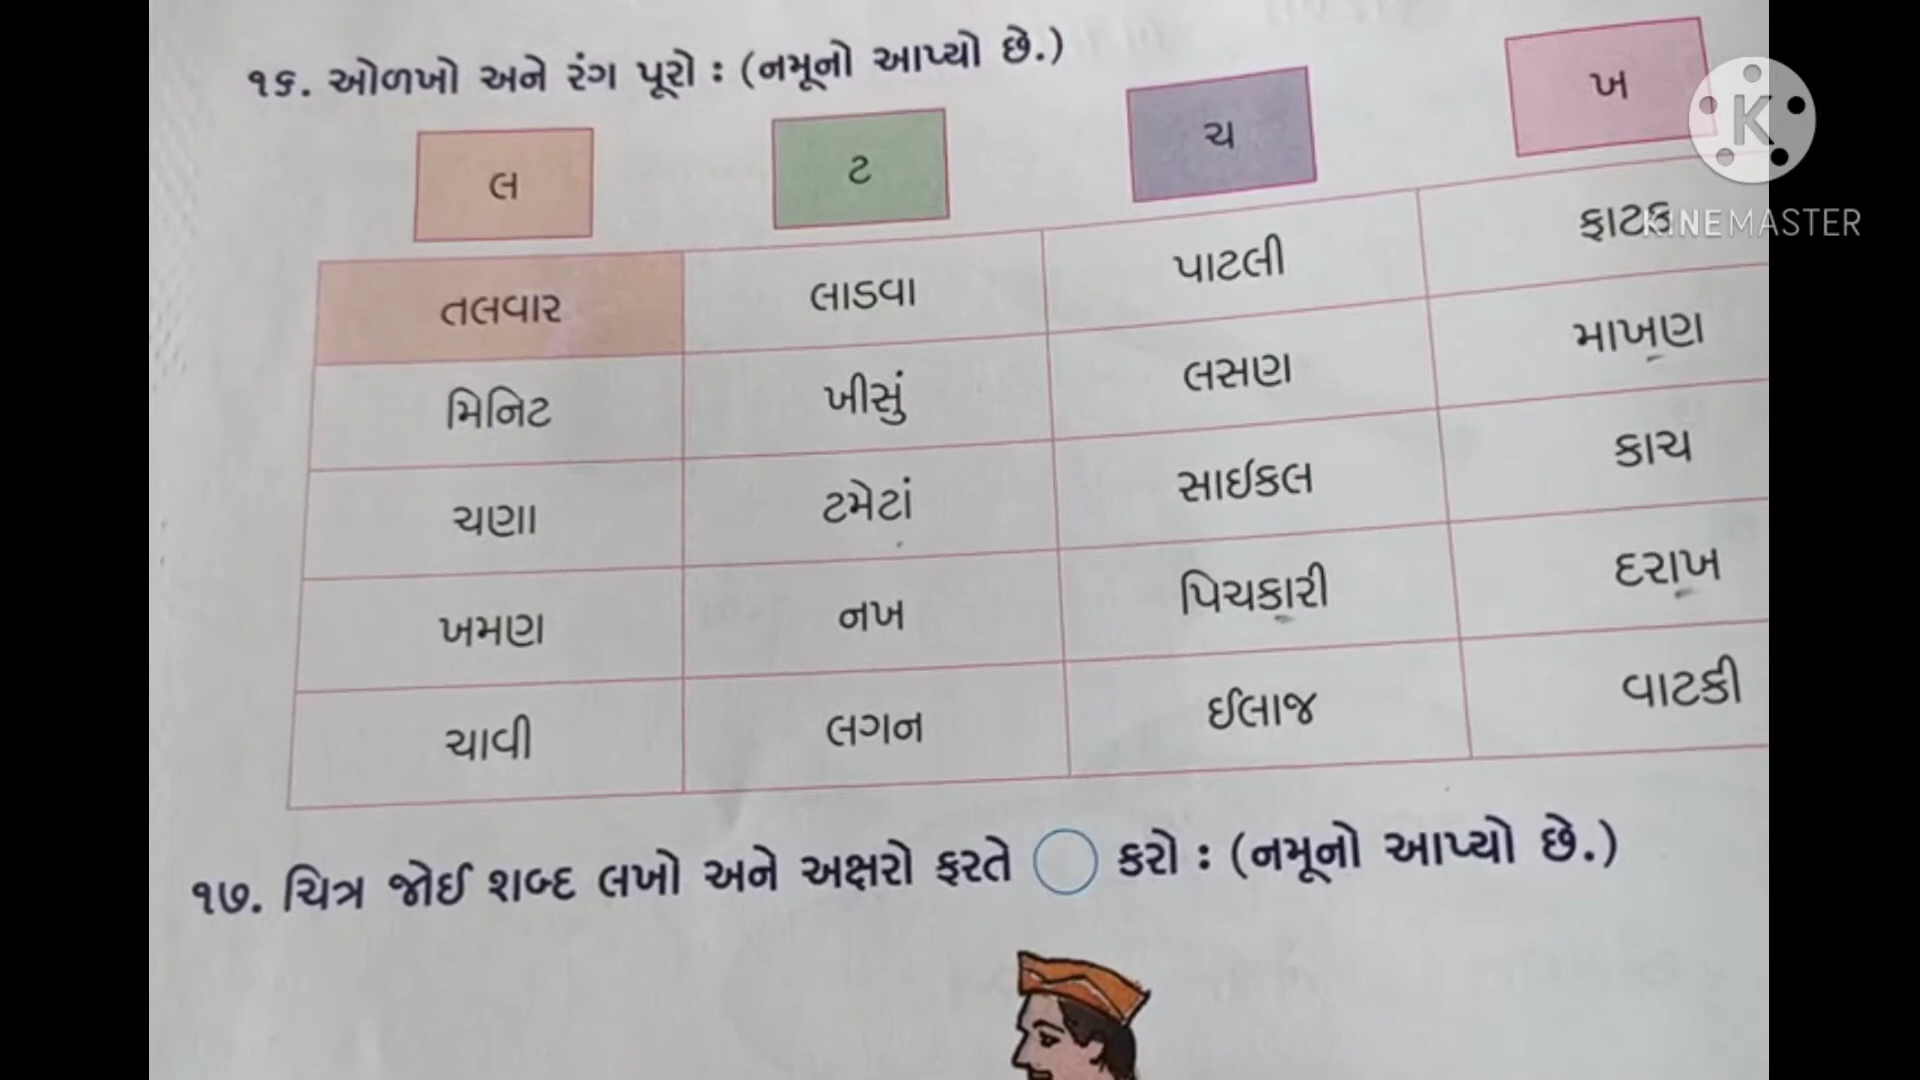 ૧૬. ઓળખો અને રંગ પૂરો : (નમૂનો આપ્યો છે.)
લ ટ ચ ખ
તલવાર લાડવા પાટલી ફાટક
મિનિટ ખીસું લસણ માખણ
ચણા ટમેટાં સાઈકલ કાચ
ખમણ નખ પિચકારી દરાખ
ચાવી લગન ઈલાજ વાટકી
૧૭. ચિત્ર જોઈ શબ્દ લખો અને અક્ષરો ફરતે કરો : (નમૂનો આપ્યો છે.)
K
KINEMASTER